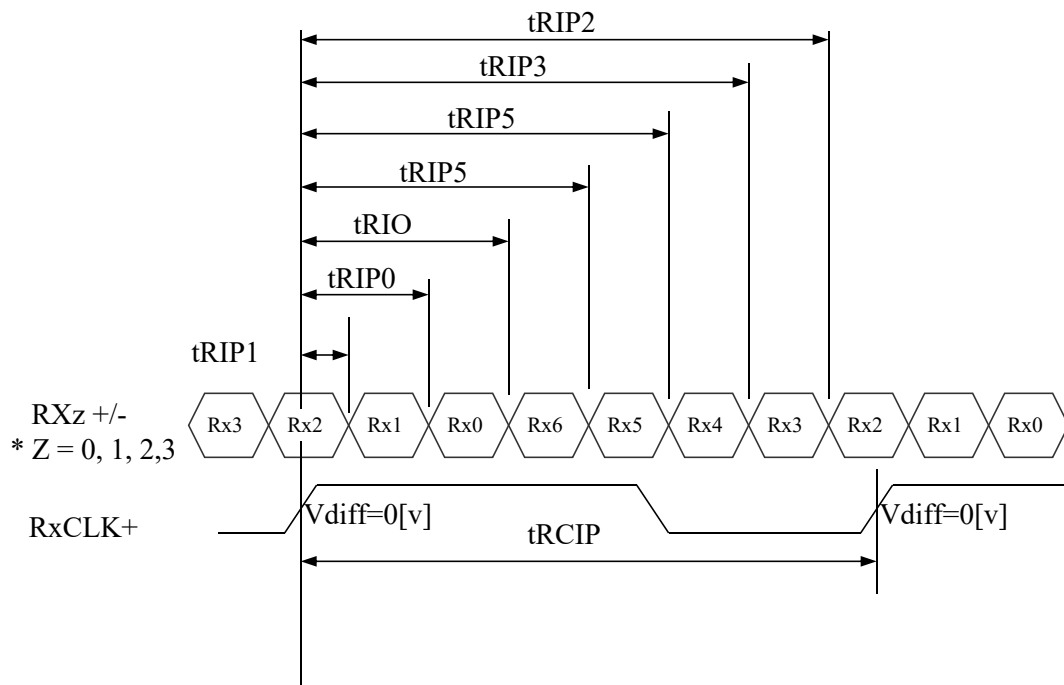 tRIP2
tRIP3
tRIP5
tRIP5
tRIO
tRIP0
tRIP1
RXz +/-
* Z = 0, 1, 2,3
Rx3 Rx2 Rx1 Rx0 Rx6 Rx5 Rx4 Rx3 Rx2 Rx1 Rx0
RxCLK+
Vdiff=0[v] Vdiff=0[v]
tRCIP